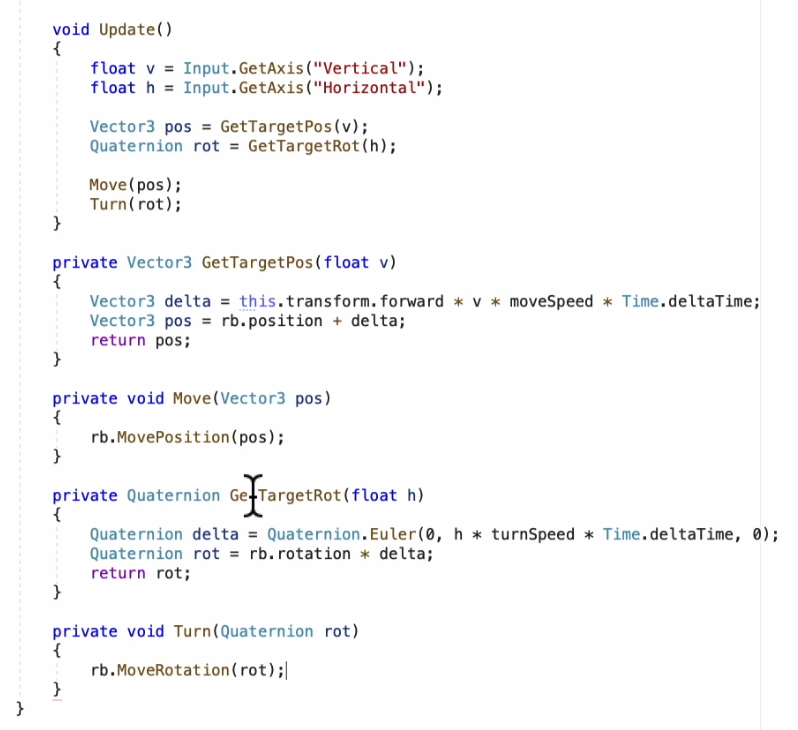 void Update()
{
float v = Input.GetAxis("Vertical");
float h = Input.GetAxis("Horizontal");
Vector3 pos = GetTargetPos(v);
Quaternion rot = GetTargetRot(h);
Move(pos);
Turn(rot);
}
private Vector3 GetTargetPos(float v)
{
Vector3 delta = this.transform.forward * v * moveSpeed * Time.deltaTime;
Vector3 pos = rb.position + delta;
return pos;
}
private void Move(Vector3 pos)
{
rb.MovePosition(pos);
}
private Quaternion GetTargetRot(float h)
{
Quaternion delta = Quaternion.Euler(0, h * turnSpeed * Time.deltaTime, 0);
Quaternion rot = rb.rotation * delta;
return rot;
}
private void Turn(Quaternion rot)
{
rb.MoveRotation(rot);
}
}